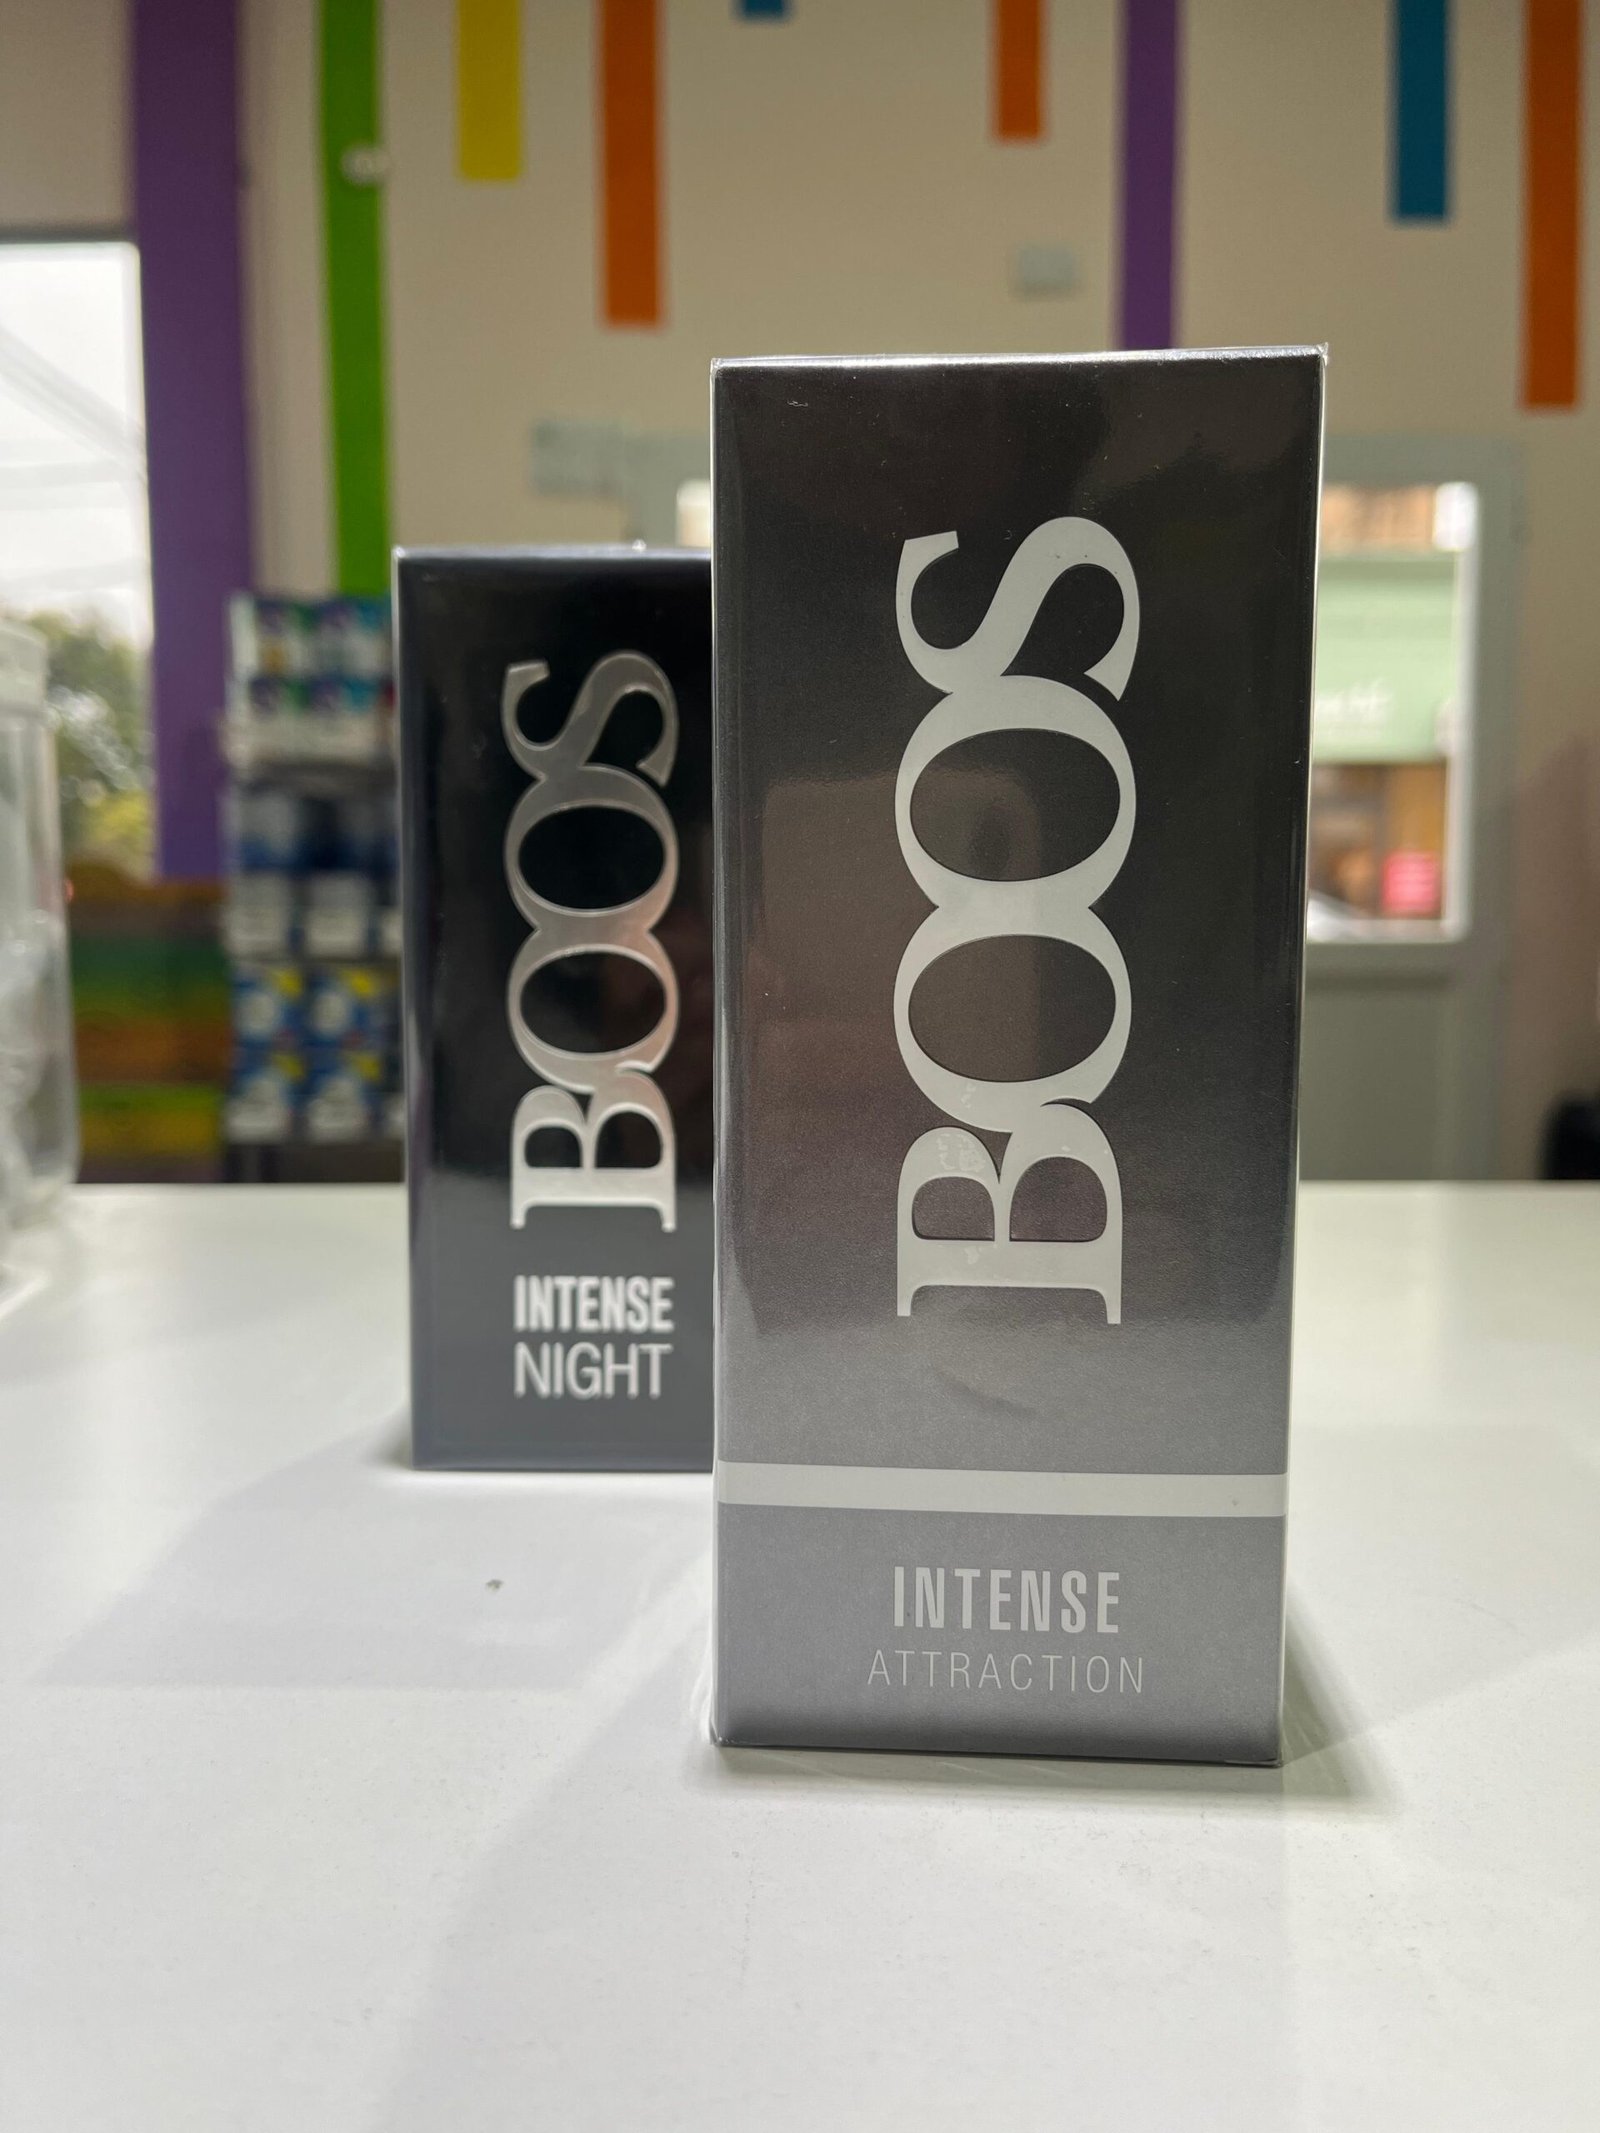 BOOS
INTENSE
NIGHT
BOOS
INTENSE
ATTRACTION